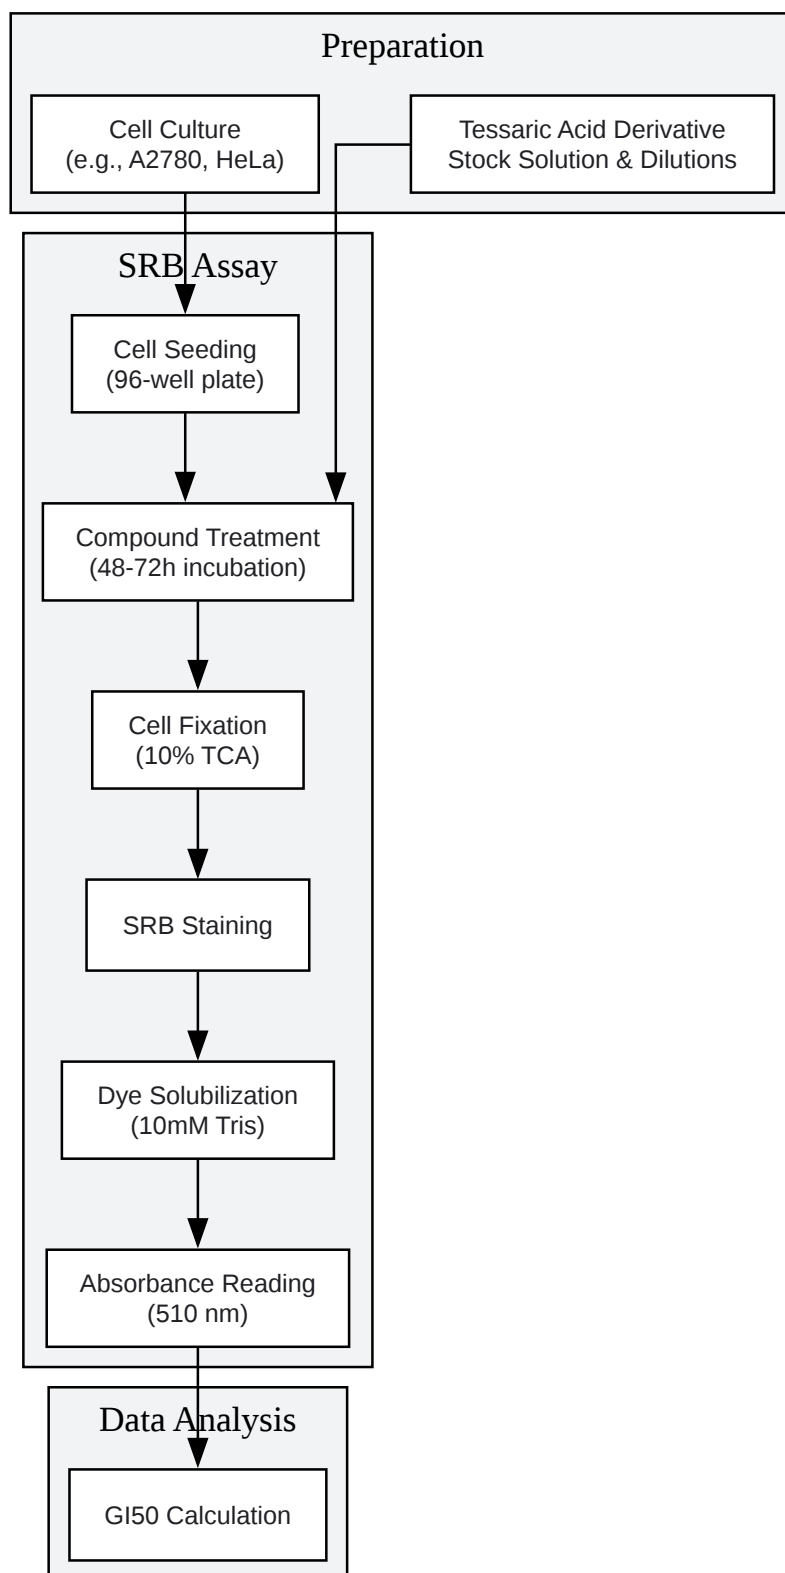 Preparation
Cell Culture
(e.g., A2780, HeLa)
Tessaric Acid Derivative
Stock Solution & Dilutions
SRB Assay
Cell Seeding
(96-well plate)
Compound Treatment
(48-72h incubation)
Cell Fixation
(10% TCA)
SRB Staining
Dye Solubilization
(10mM Tris)
Absorbance Reading
(510 nm)
Data Analysis
GI50 Calculation